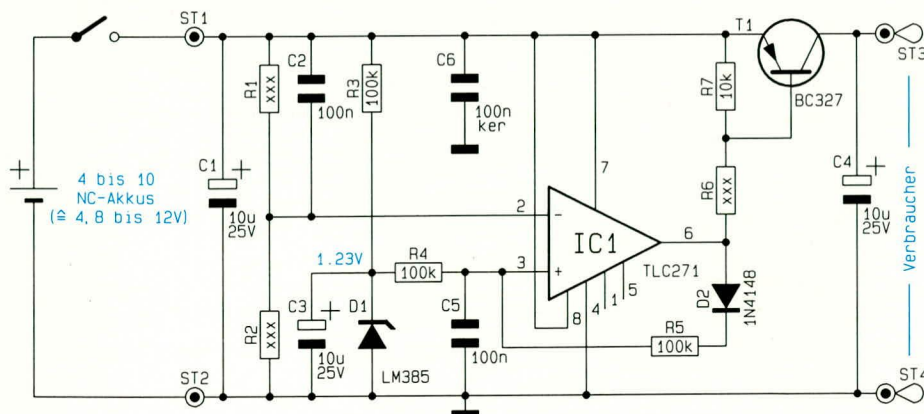 ST1
T1
ST3
R1
xxx
C2
100n
R3
100k
C6
100n
ker
R7
10k
BC327
7
4 bis 10
NC-Akkus
(≙ 4,8 bis 12V)
+
C1
+
10u
25V
2
-
IC1
3
+
6
TLC271
R6
xxx
C4
+
10u
25V
Verbraucher
1.23V
R4
100k
8
4
1
5
D2
1N4148
R2
xxx
C3
+
10u
25V
D1
LM385
C5
100n
R5
100k
ST2
ST4